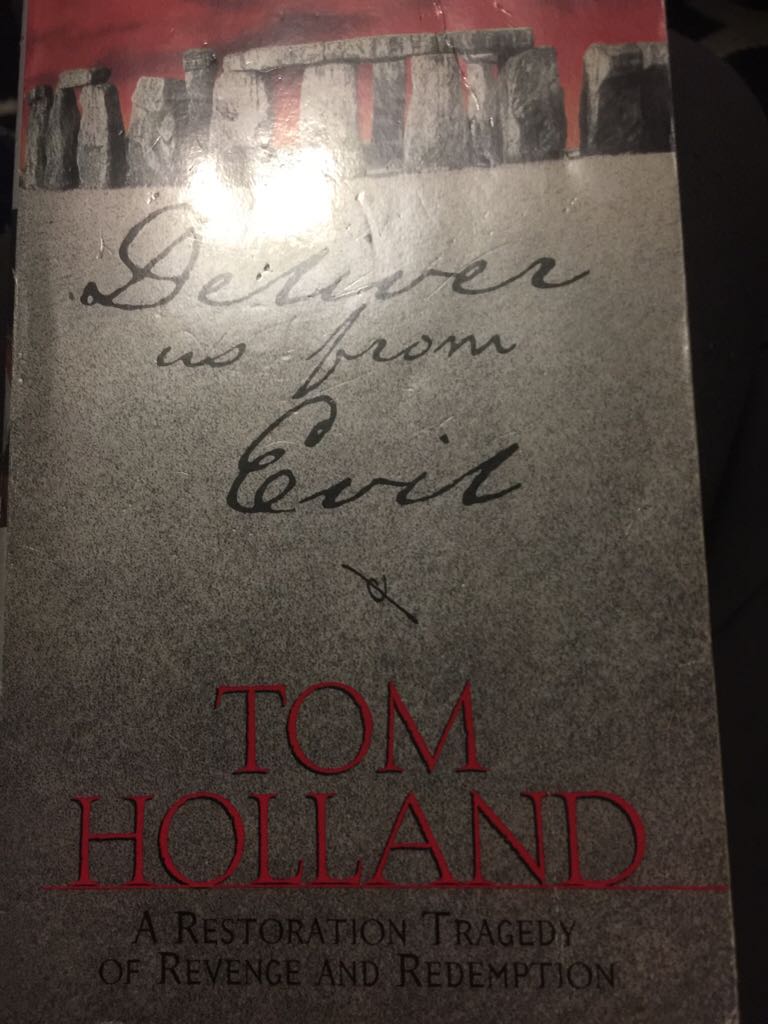 Deliver
us from
Evil
TOM
HOLLAND
A RESTORATION TRAGEDY
OF REVENGE AND REDEMPTION